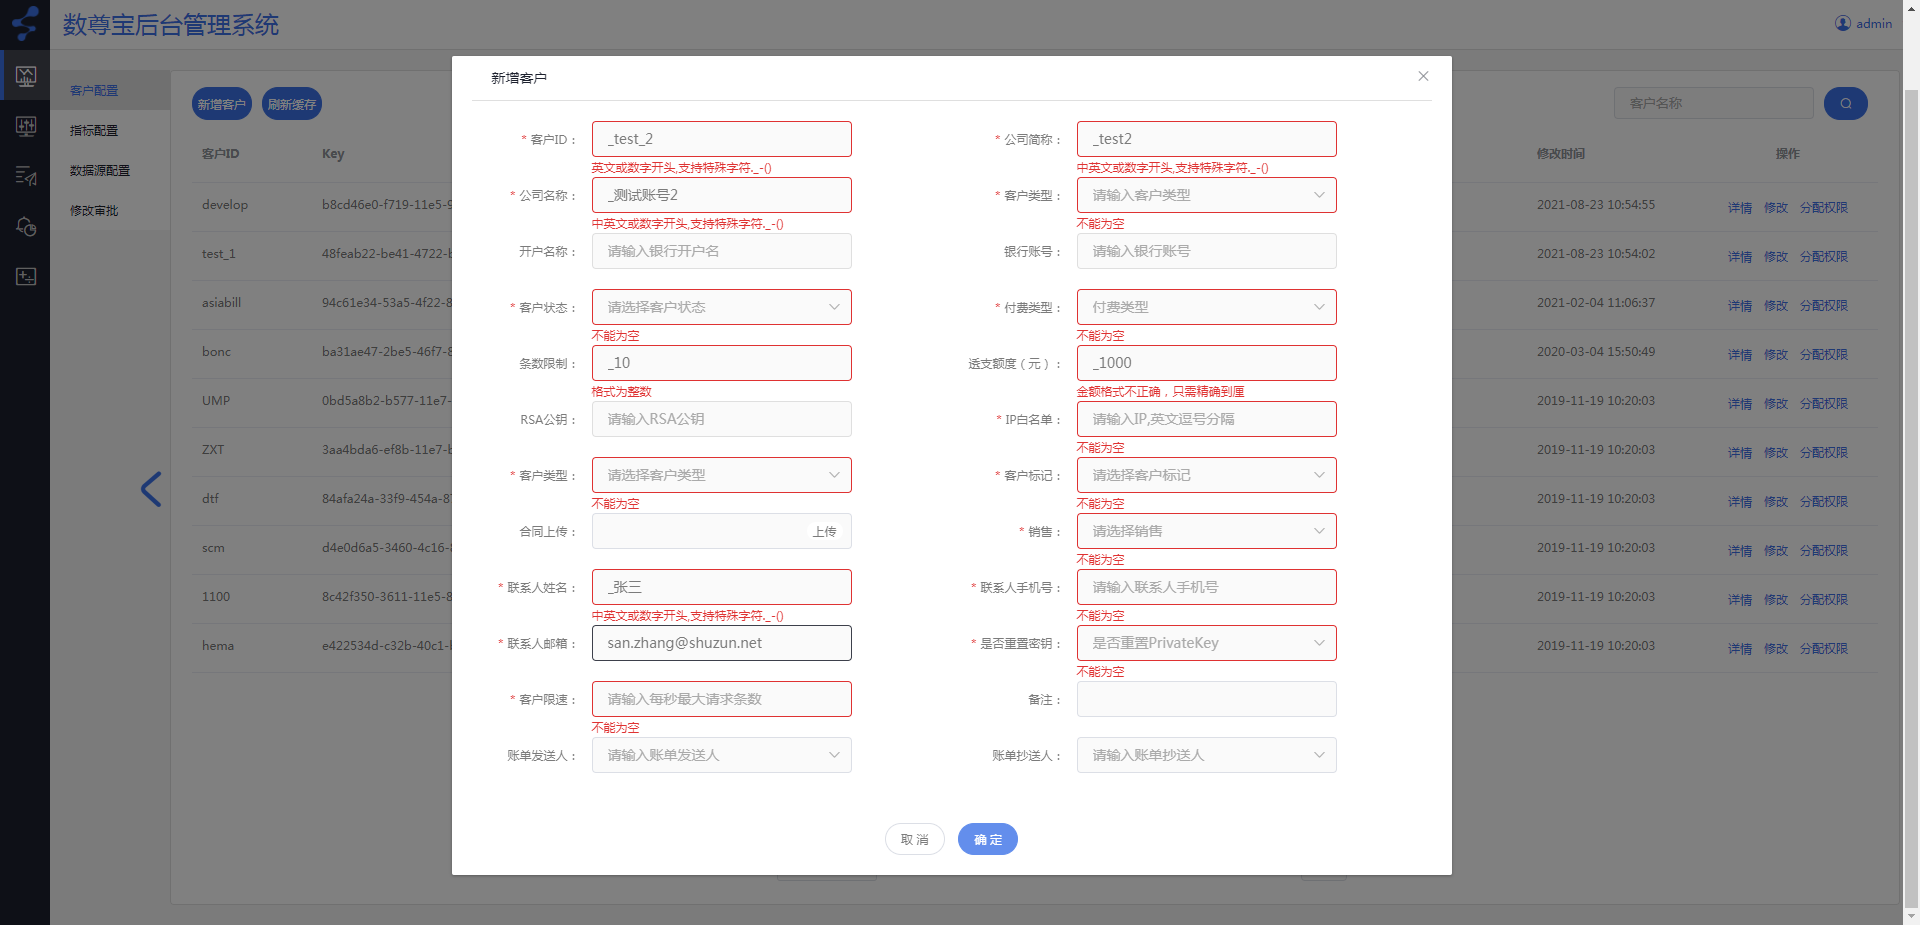 数尊宝后台管理系统
admin
客户配置
指标配置
数据源配置
修改审批
新增客户
刷新缓存
客户名称
客户ID
Key
修改时间
操作
develop
b8cd46e0-f719-11e5-9
2021-08-23 10:54:55
详情 修改 分配权限
test_1
48feab22-be41-4722-b
2021-08-23 10:54:02
详情 修改 分配权限
asiabill
94c61e34-53a5-4f22-8
2021-02-04 11:06:37
详情 修改 分配权限
bonc
ba31ae47-2be5-46f7-8
2020-03-04 15:50:49
详情 修改 分配权限
UMP
0bd5a8b2-b577-11e7-
2019-11-19 10:20:03
详情 修改 分配权限
ZXT
3aa4bda6-ef8b-11e7-b
2019-11-19 10:20:03
详情 修改 分配权限
dtf
84afa24a-33f9-454a-87
2019-11-19 10:20:03
详情 修改 分配权限
scm
d4e0d6a5-3460-4c16-8
2019-11-19 10:20:03
详情 修改 分配权限
1100
8c42f350-3611-11e5-8
2019-11-19 10:20:03
详情 修改 分配权限
hema
e422534d-c32b-40c1-b
2019-11-19 10:20:03
详情 修改 分配权限
新增客户
* 客户ID： _test_2
英文或数字开头,支持特殊字符._-()
* 公司简称： _test2
中英文或数字开头,支持特殊字符._-()
* 公司名称： _测试账号2
中英文或数字开头,支持特殊字符._-()
* 客户类型： 请输入客户类型
不能为空
开户名称： 请输入银行开户名
银行账号： 请输入银行账号
* 客户状态： 请选择客户状态
不能为空
* 付费类型： 付费类型
不能为空
条数限制： _10
格式为整数
透支额度（元）： _1000
金额格式不正确，只需精确到厘
RSA公钥： 请输入RSA公钥
* IP白名单： 请输入IP,英文逗号分隔
不能为空
* 客户类型： 请选择客户类型
不能为空
* 客户标记： 请选择客户标记
不能为空
合同上传： 上传
* 销售： 请选择销售
不能为空
* 联系人姓名： _张三
中英文或数字开头,支持特殊字符._-()
* 联系人手机号： 请输入联系人手机号
不能为空
* 联系人邮箱： san.zhang@shuzun.net
* 是否重置密钥： 是否重置PrivateKey
不能为空
* 客户限速： 请输入每秒最大请求条数
不能为空
备注：
账单发送人： 请输入账单发送人
账单抄送人： 请输入账单抄送人
取 消
确 定